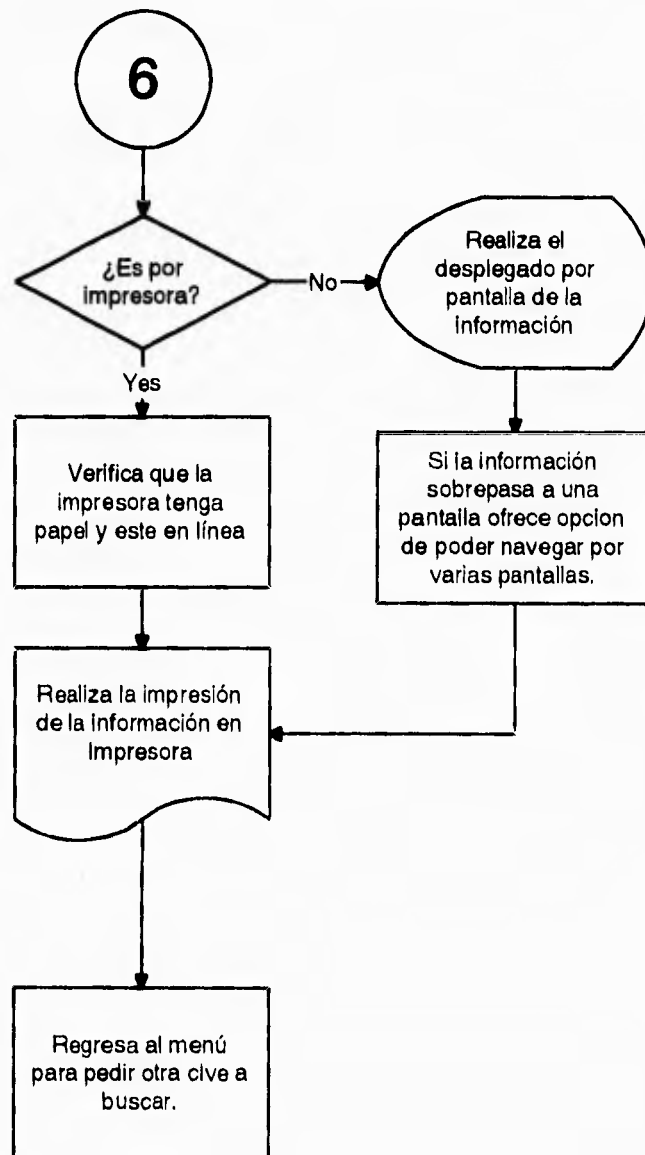 6
¿Es por
impresora?
No
Realiza el
desplegado por
pantalla de la
información
Yes
Verifica que la
impresora tenga
papel y este en línea
Si la información
sobrepasa a una
pantalla ofrece opcion
de poder navegar por
varias pantallas.
Realiza la impresión
de la información en
impresora
Regresa al menú
para pedir otra clve a
buscar.